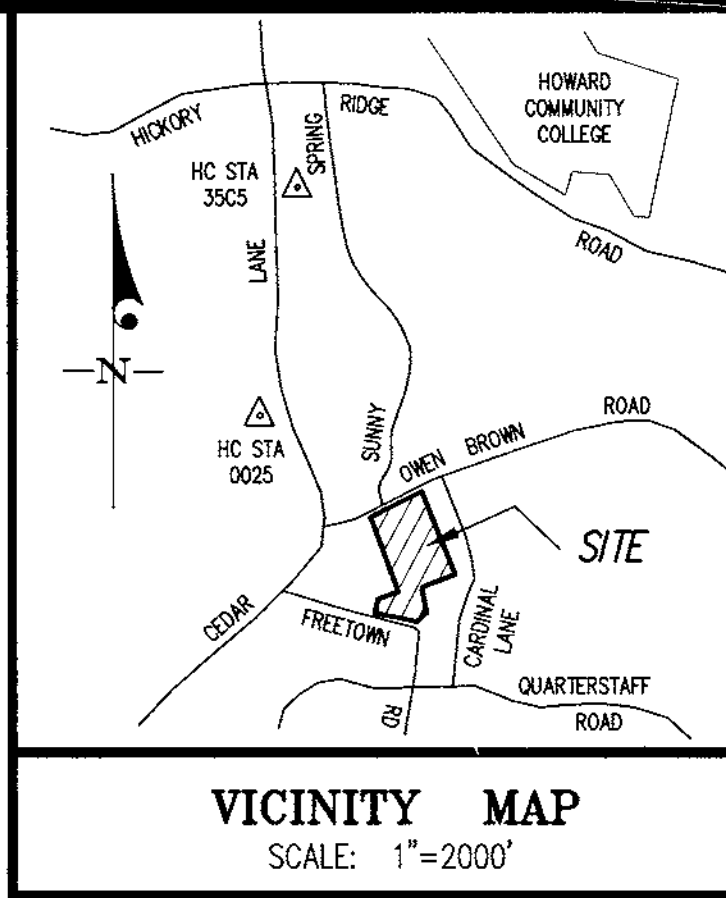 HOWARD
COMMUNITY
COLLEGE
HICKORY
RIDGE
ROAD
HC STA
35C5
SPRING
LANE
N
HC STA
0025
SUNNY
OWEN BROWN ROAD
SITE
CEDAR
FREETOWN
RD
CARDINAL
LANE
QUARTERSTAFF
ROAD
VICINITY MAP
SCALE: 1"=2000'